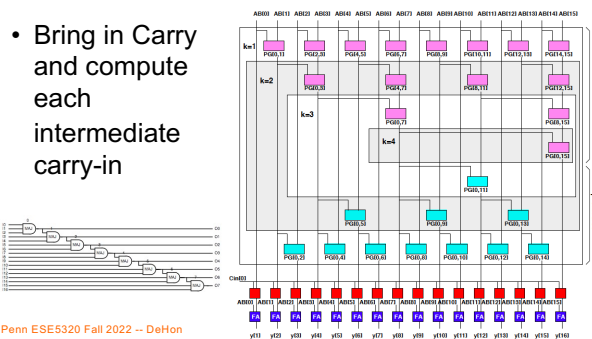 • Bring in Carry
and compute
each
intermediate
carry-in
AB[0] AB[1] AB[2] AB[3] AB[4] AB[5] AB[6] AB[7] AB[8] AB[9] AB[10] AB[11] AB[12] AB[13] AB[14] AB[15]
k=1
PG[0,1] PG[2,3] PG[4,5] PG[6,7] PG[8,9] PG[10,11] PG[12,13] PG[14,15]
k=2
PG[0,3] PG[4,7] PG[8,11] PG[12,15]
k=3
PG[0,7] PG[8,15]
k=4
PG[0,15]
PG[0,11]
PG[0,5] PG[0,9] PG[0,13]
PG[0,2] PG[0,4] PG[0,6] PG[0,8] PG[0,10] PG[0,12] PG[0,14]
Cin[0]
AB[0] AB[1] AB[2] AB[3] AB[4] AB[5] AB[6] AB[7] AB[8] AB[9] AB[10] AB[11] AB[12] AB[13] AB[14] AB[15]
FA FA FA FA FA FA FA FA FA FA FA FA FA FA FA FA
y[1] y[2] y[3] y[4] y[5] y[6] y[7] y[8] y[9] y[10] y[11] y[12] y[13] y[14] y[15] y[16]
MAJ
MAJ
MAJ
MAJ
MAJ
MAJ
MAJ
MAJ
Penn ESE5320 Fall 2022 -- DeHon